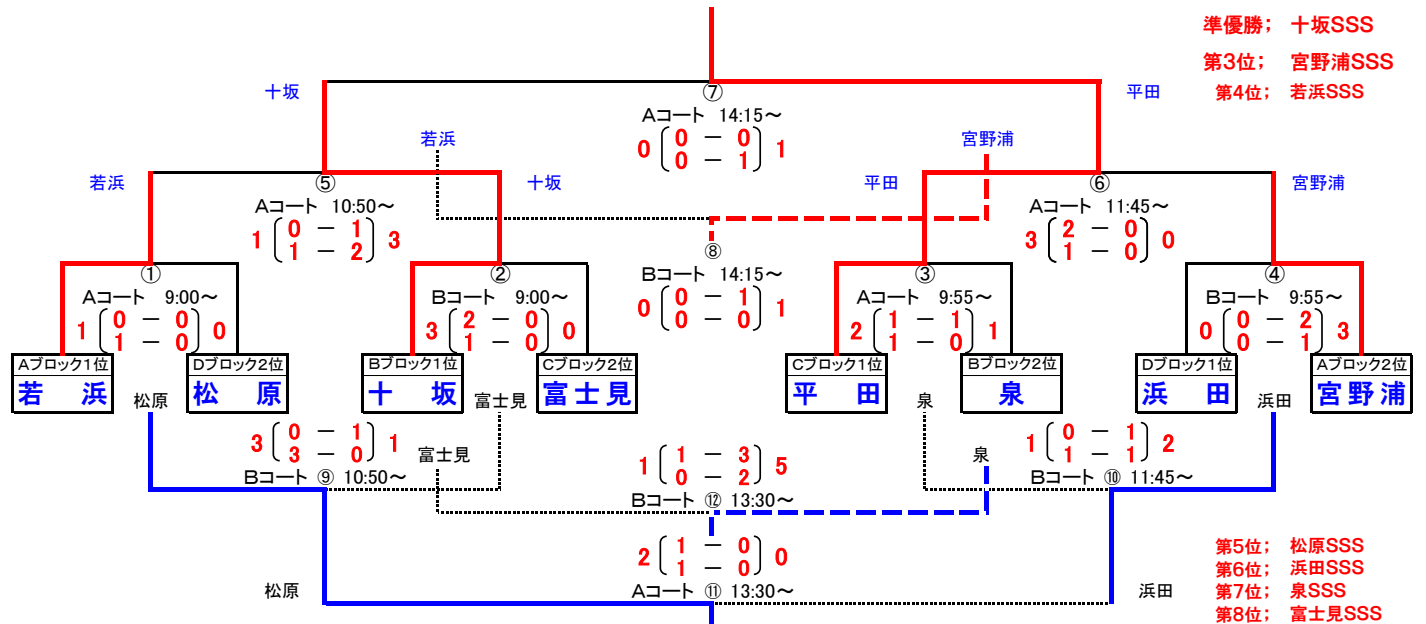 準優勝; 十坂SSS
第3位; 宮野浦SSS
第4位; 若浜SSS
十坂
⑦
平田
Aコート 14:15~
0 0 - 0 1
0 - 1
若浜
宮野浦
若浜
⑤
十坂
平田
⑥
宮野浦
Aコート 10:50~
1 0 - 1 3
1 - 2
Aコート 11:45~
3 2 - 0 0
1 - 0
⑧
Bコート 14:15~
0 0 - 1 1
0 - 0
①
Aコート 9:00~
1 0 - 0 0
1 - 0
②
Bコート 9:00~
3 2 - 0 0
1 - 0
③
Aコート 9:55~
2 1 - 1 1
1 - 0
④
Bコート 9:55~
0 0 - 2 3
0 - 1
Aブロック1位
若 浜
Dブロック2位
松 原
Bブロック1位
十 坂
Cブロック2位
富士見
Cブロック1位
平 田
Bブロック2位
泉
Dブロック1位
浜 田
Aブロック2位
宮野浦
松原
富士見
泉
浜田
3 0 - 1 1
3 - 0
Bコート ⑨ 10:50~
富士見
1 1 - 3 5
0 - 2
Bコート ⑫ 13:30~
泉
1 0 - 1 2
1 - 1
Bコート ⑩ 11:45~
2 1 - 0 0
1 - 0
Aコート ⑪ 13:30~
松原
浜田
第5位; 松原SSS
第6位; 浜田SSS
第7位; 泉SSS
第8位; 富士見SSS